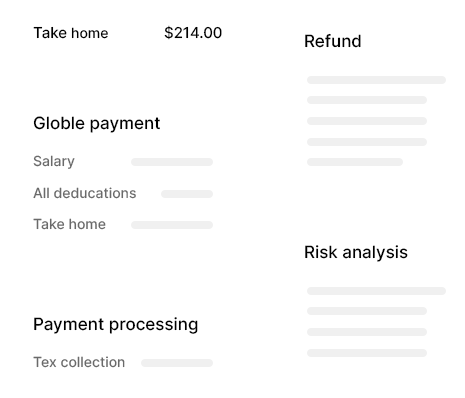 Take home $214.00
Globle payment
Salary
All deducations
Take home
Payment processing
Tex collection
Refund
Risk analysis